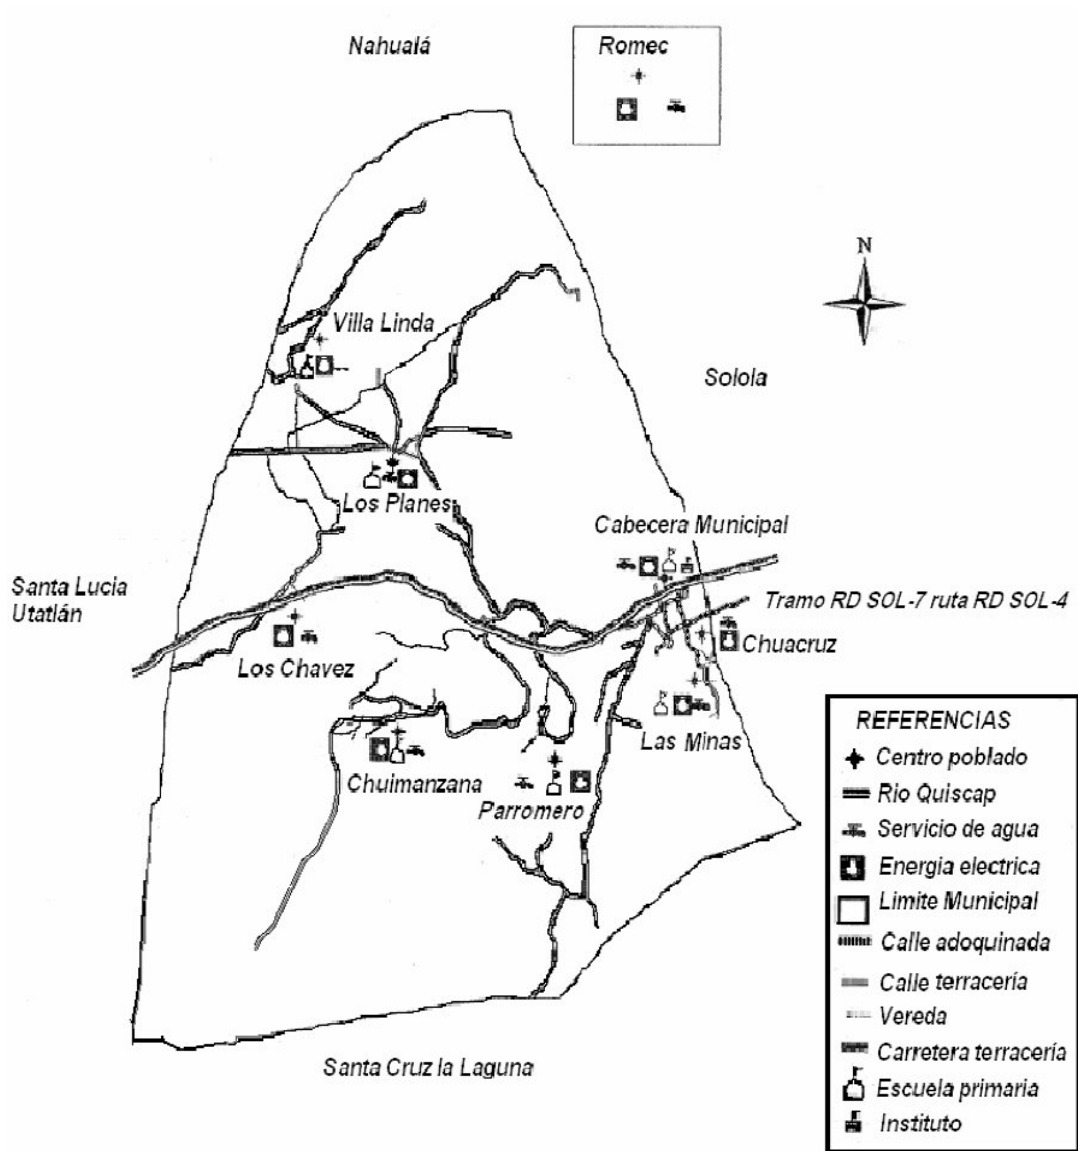 Nahualá
Romec
N
Villa Linda
Solola
Los Planes
Cabecera Municipal
Santa Lucia
Utatlán
Tramo RD SOL-7 ruta RD SOL-4
Chuacruz
Los Chavez
Las Minas
Chuimanzana
Parromero
Santa Cruz la Laguna
REFERENCIAS
Centro poblado
Rio Quiscap
Servicio de agua
Energia electrica
Limite Municipal
Calle adoquinada
Calle terracería
Vereda
Carretera terracería
Escuela primaria
Instituto